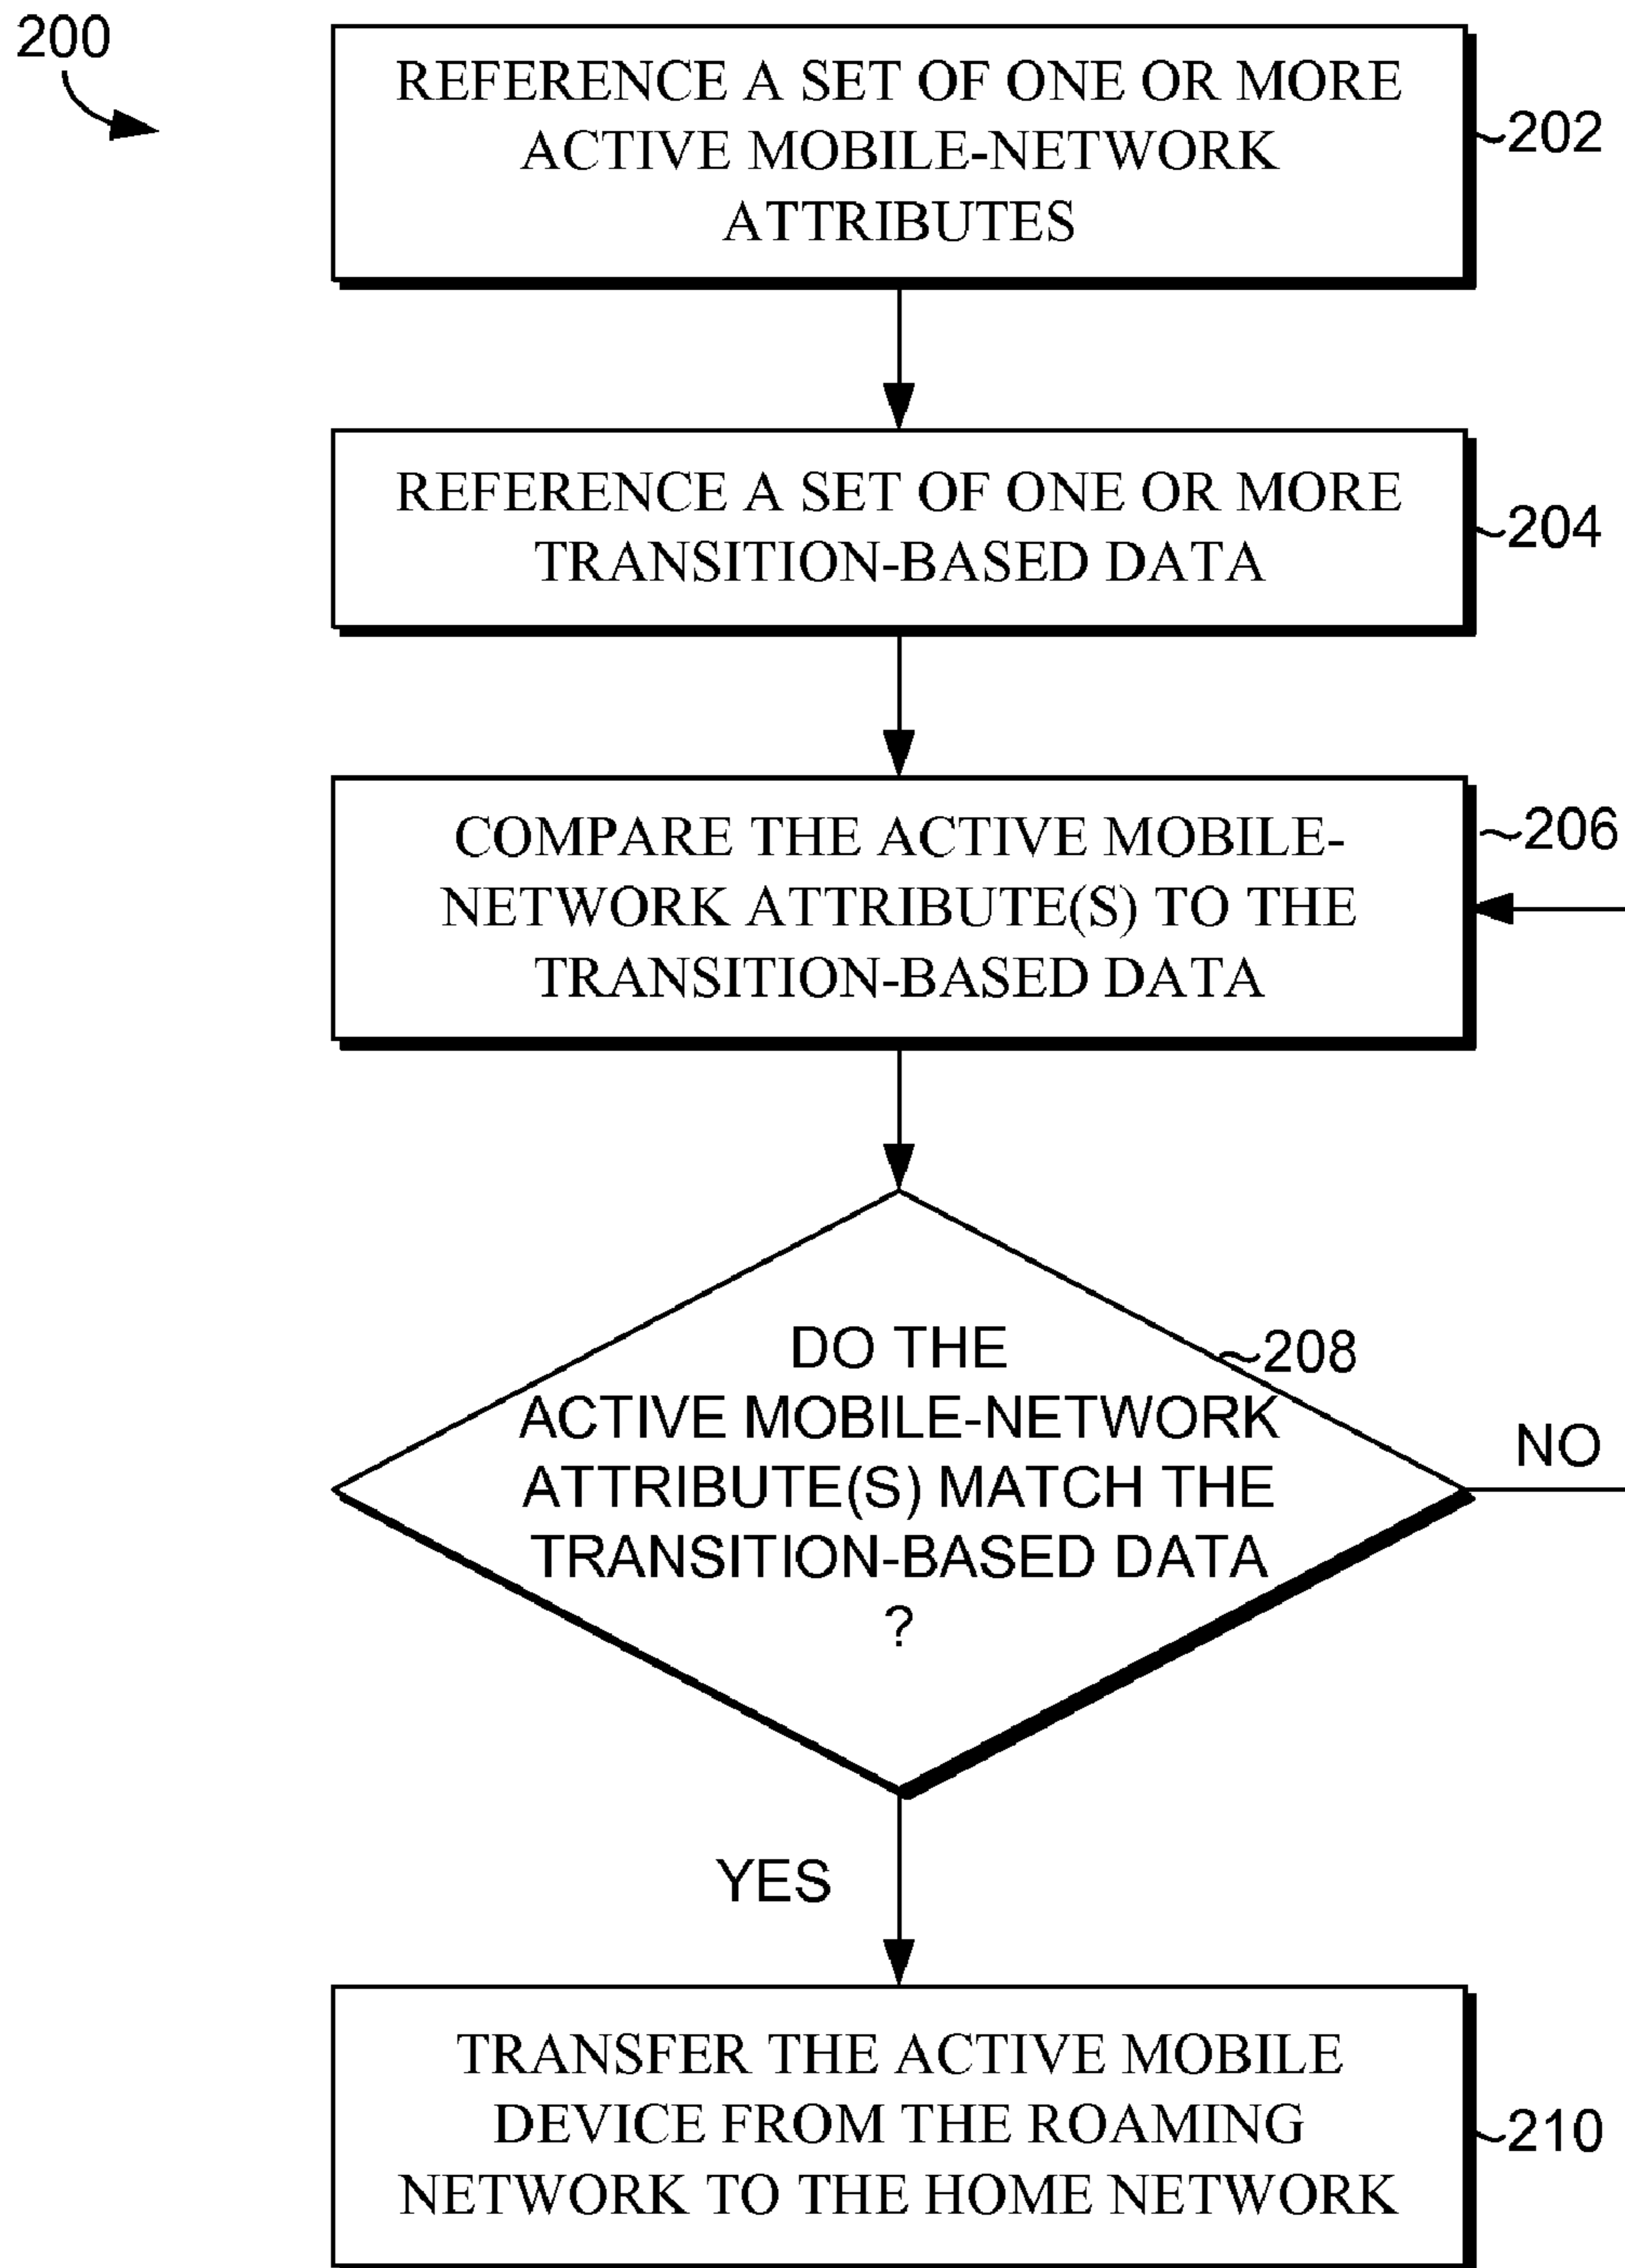 200
REFERENCE A SET OF ONE OR MORE
ACTIVE MOBILE-NETWORK
ATTRIBUTES
202
REFERENCE A SET OF ONE OR MORE
TRANSITION-BASED DATA
204
COMPARE THE ACTIVE MOBILE-
NETWORK ATTRIBUTE(S) TO THE
TRANSITION-BASED DATA
206
DO THE
ACTIVE MOBILE-NETWORK
ATTRIBUTE(S) MATCH THE
TRANSITION-BASED DATA
?
208
NO
YES
TRANSFER THE ACTIVE MOBILE
DEVICE FROM THE ROAMING
NETWORK TO THE HOME NETWORK
210